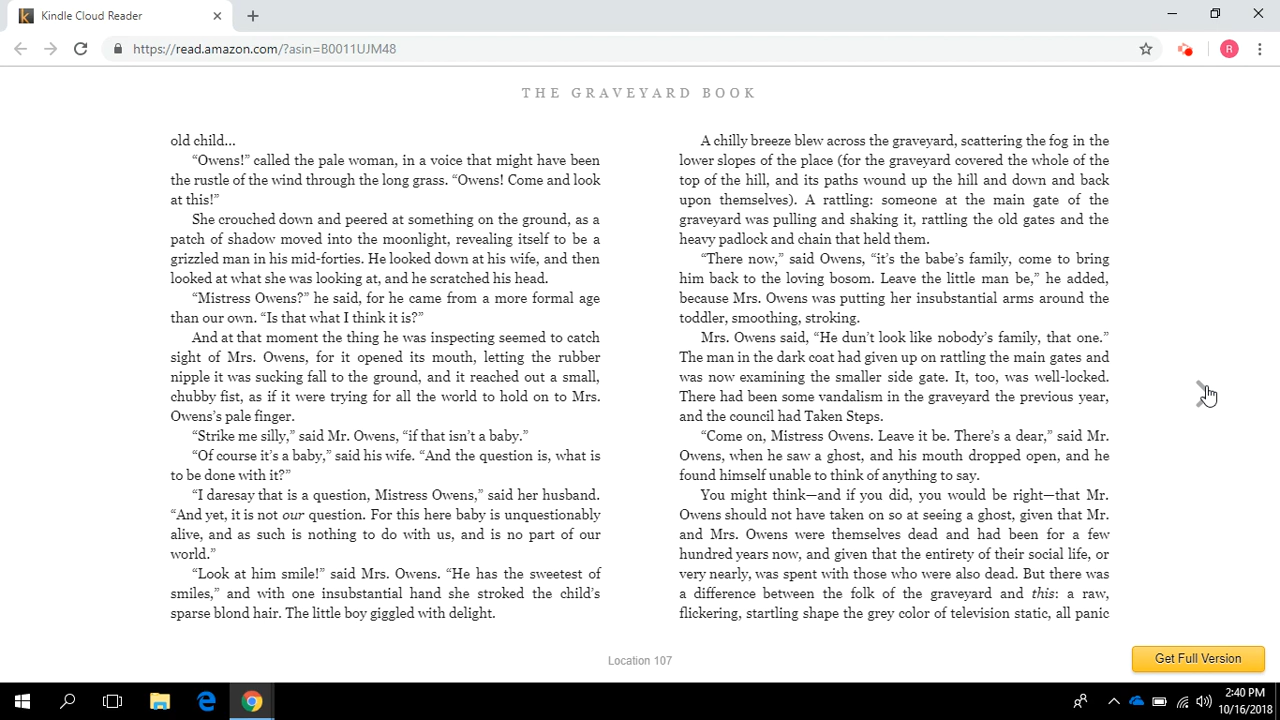 Kindle Cloud Reader
https://read.amazon.com/?asin=B0011UJM48
R
THE GRAVEYARD BOOK
old child...
“Owens!” called the pale woman, in a voice that might have been
the rustle of the wind through the long grass. “Owens! Come and look
at this!”
She crouched down and peered at something on the ground, as a
patch of shadow moved into the moonlight, revealing itself to be a
grizzled man in his mid-forties. He looked down at his wife, and then
looked at what she was looking at, and he scratched his head.
“Mistress Owens?” he said, for he came from a more formal age
than our own. “Is that what I think it is?”
And at that moment the thing he was inspecting seemed to catch
sight of Mrs. Owens, for it opened its mouth, letting the rubber
nipple it was sucking fall to the ground, and it reached out a small,
chubby fist, as if it were trying for all the world to hold on to Mrs.
Owens’s pale finger.
“Strike me silly,” said Mr. Owens, “if that isn’t a baby.”
“Of course it’s a baby,” said his wife. “And the question is, what is
to be done with it?”
“I daresay that is a question, Mistress Owens,” said her husband.
“And yet, it is not our question. For this here baby is unquestionably
alive, and as such is nothing to do with us, and is no part of our
world.”
“Look at him smile!” said Mrs. Owens. “He has the sweetest of
smiles,” and with one insubstantial hand she stroked the child’s
sparse blond hair. The little boy giggled with delight.
A chilly breeze blew across the graveyard, scattering the fog in the
lower slopes of the place (for the graveyard covered the whole of the
top of the hill, and its paths wound up the hill and down and back
upon themselves). A rattling: someone at the main gate of the
graveyard was pulling and shaking it, rattling the old gates and the
heavy padlock and chain that held them.
“There now,” said Owens, “it’s the babe’s family, come to bring
him back to the loving bosom. Leave the little man be,” he added,
because Mrs. Owens was putting her insubstantial arms around the
toddler, smoothing, stroking.
Mrs. Owens said, “He dun’t look like nobody’s family, that one.”
The man in the dark coat had given up on rattling the main gates and
was now examining the smaller side gate. It, too, was well-locked.
There had been some vandalism in the graveyard the previous year,
and the council had Taken Steps.
“Come on, Mistress Owens. Leave it be. There’s a dear,” said Mr.
Owens, when he saw a ghost, and his mouth dropped open, and he
found himself unable to think of anything to say.
You might think—and if you did, you would be right—that Mr.
Owens should not have taken on so at seeing a ghost, given that Mr.
and Mrs. Owens were themselves dead and had been for a few
hundred years now, and given that the entirety of their social life, or
very nearly, was spent with those who were also dead. But there was
a difference between the folk of the graveyard and this: a raw,
flickering, startling shape the grey color of television static, all panic
Location 107
Get Full Version
2:40 PM
10/16/2018